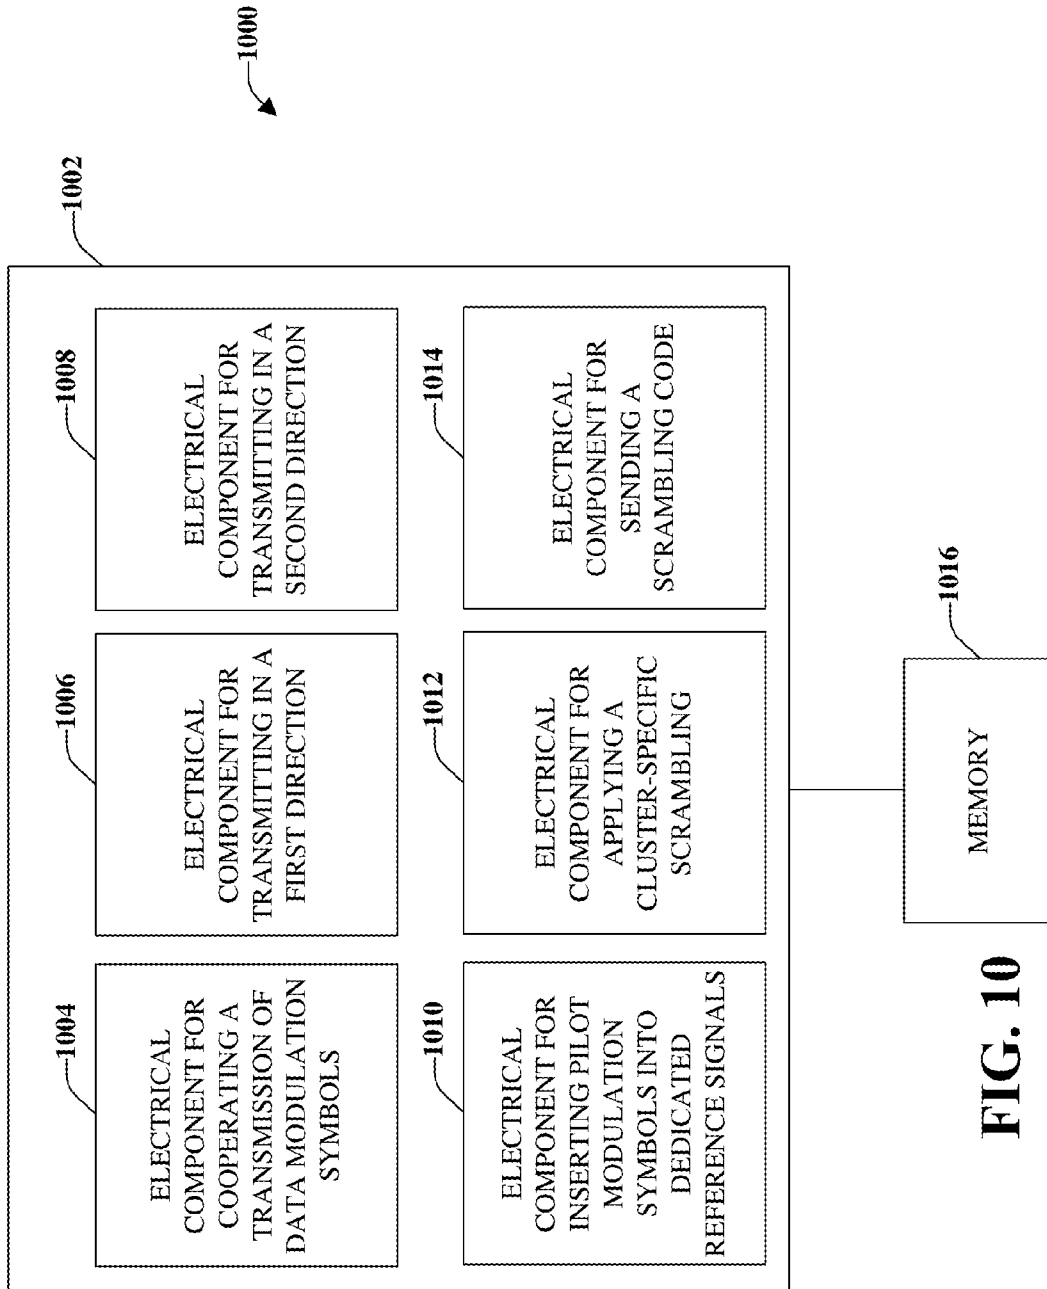 1000
1002
1004
ELECTRICAL
COMPONENT FOR
COOPERATING A
TRANSMISSION OF
DATA MODULATION
SYMBOLS
1006
ELECTRICAL
COMPONENT FOR
TRANSMITTING IN A
FIRST DIRECTION
1008
ELECTRICAL
COMPONENT FOR
TRANSMITTING IN A
SECOND DIRECTION
1010
ELECTRICAL
COMPONENT FOR
INSERTING PILOT
MODULATION
SYMBOLS INTO
DEDICATED
REFERENCE SIGNALS
1012
ELECTRICAL
COMPONENT FOR
APPLYING A
CLUSTER-SPECIFIC
SCRAMBLING
1014
ELECTRICAL
COMPONENT FOR
SENDING A
SCRAMBLING CODE
1016
MEMORY
FIG. 10